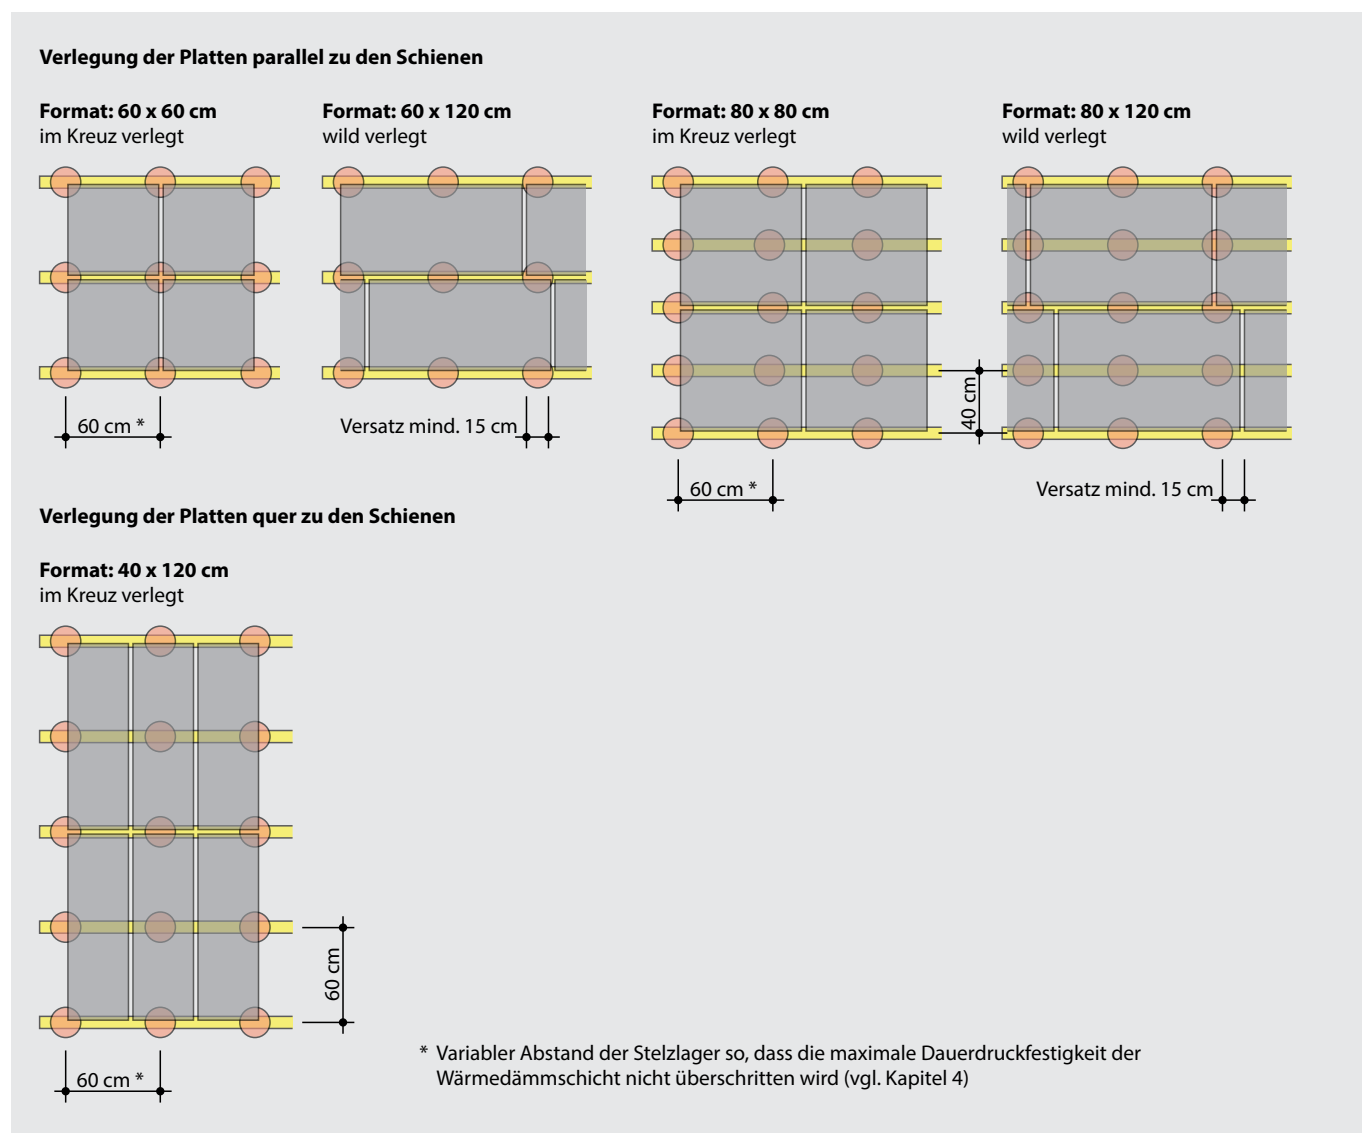 Verlegung der Platten parallel zu den Schienen
Format: 60 x 60 cm
im Kreuz verlegt
Format: 60 x 120 cm
wild verlegt
Format: 80 x 80 cm
im Kreuz verlegt
Format: 80 x 120 cm
wild verlegt
60 cm *
Versatz mind. 15 cm
60 cm *
40 cm
Versatz mind. 15 cm
Verlegung der Platten quer zu den Schienen
Format: 40 x 120 cm
im Kreuz verlegt
60 cm
60 cm *
* Variabler Abstand der Stelzlager so, dass die maximale Dauerdruckfestigkeit der
Wärmedämmschicht nicht überschritten wird (vgl. Kapitel 4)